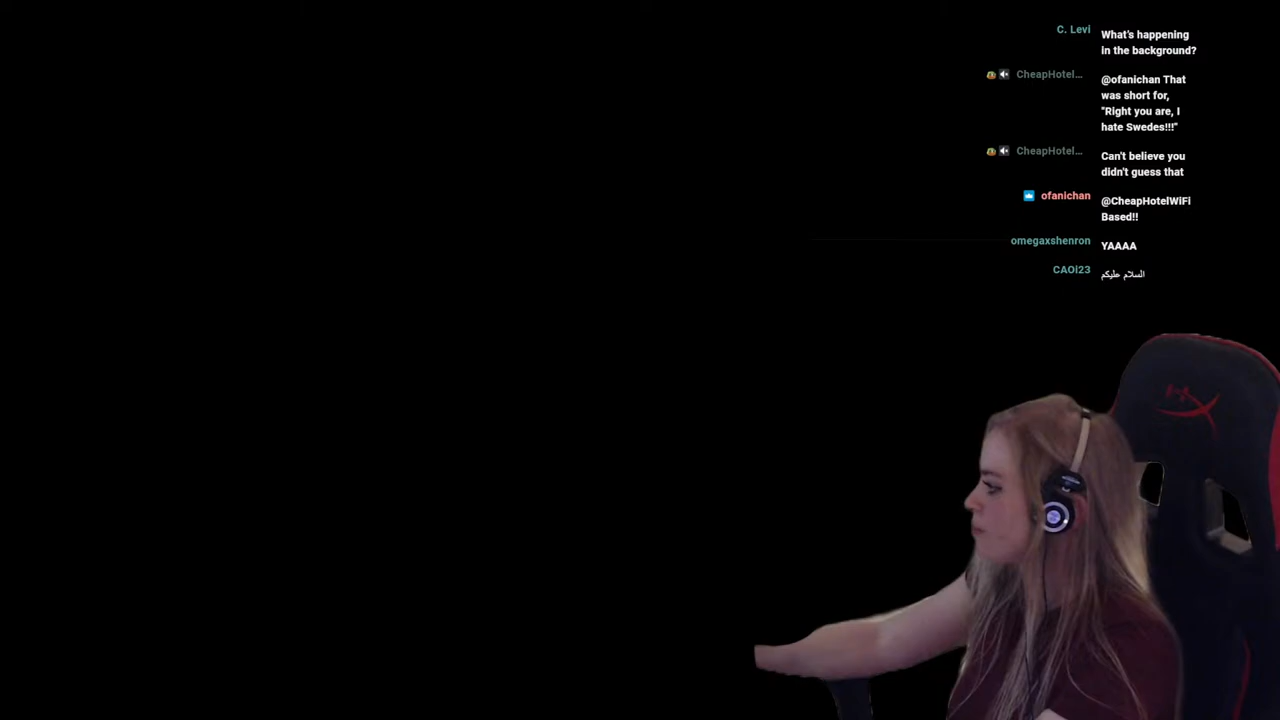 C. Levi
What's happening
in the background?
CheapHotel...
@ofanichan That
was short for,
"Right you are, I
hate Swedes!!!"
CheapHotel...
Can't believe you
didn't guess that
ofanichan
@CheapHotelWiFi
Based!!
omegaxshenron
YAAAA
CAOi23
السلام عليكم